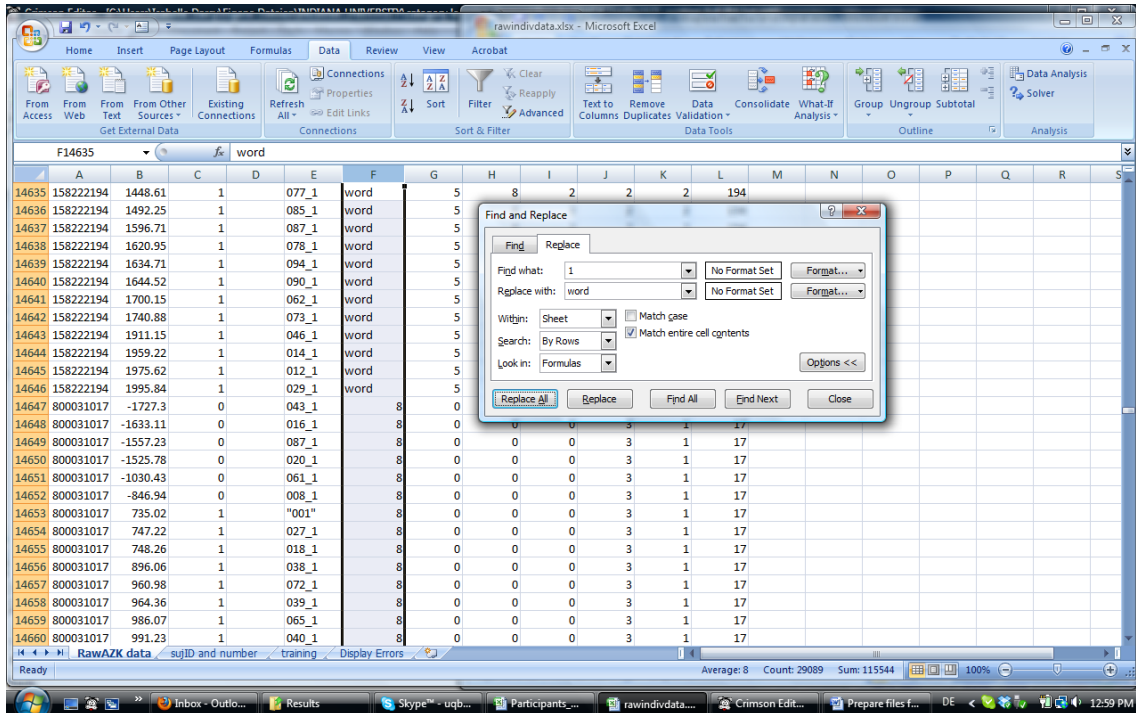 rawindivdata.xlsx - Microsoft Excel
Home Insert Page Layout Formulas Data Review View Acrobat
From Access From Web From Text From Other Sources Existing Connections Refresh All Connections Properties Edit Links Sort Filter Clear Reapply Advanced Text to Columns Remove Duplicates Data Validation Consolidate What-If Analysis Group Ungroup Subtotal Data Analysis Solver
Get External Data Connections Sort & Filter Data Tools Outline Analysis
F14635 fx word
A B C D E F G H I J K L M N O P Q R S
14635 158222194 1448.61 1 077_1 word 5 8 2 2 2 194
14636 158222194 1492.25 1 085_1 word 5
14637 158222194 1596.71 1 087_1 word 5
14638 158222194 1620.95 1 078_1 word 5
14639 158222194 1634.71 1 094_1 word 5
14640 158222194 1644.52 1 090_1 word 5
14641 158222194 1700.15 1 062_1 word 5
14642 158222194 1740.88 1 073_1 word 5
14643 158222194 1911.15 1 046_1 word 5
14644 158222194 1959.22 1 014_1 word 5
14645 158222194 1975.62 1 012_1 word 5
14646 158222194 1995.84 1 029_1 word 5
14647 800031017 -1727.3 0 043_1 8 0
14648 800031017 -1633.11 0 016_1 8 0 0 0 3 1 17
14649 800031017 -1557.23 0 087_1 8 0 0 0 3 1 17
14650 800031017 -1525.78 0 020_1 8 0 0 0 3 1 17
14651 800031017 -1030.43 0 061_1 8 0 0 0 3 1 17
14652 800031017 -846.94 0 008_1 8 0 0 0 3 1 17
14653 800031017 735.02 1 "001" 8 0 0 0 3 1 17
14654 800031017 747.22 1 027_1 8 0 0 0 3 1 17
14655 800031017 748.26 1 018_1 8 0 0 0 3 1 17
14656 800031017 896.06 1 038_1 8 0 0 0 3 1 17
14657 800031017 960.98 1 072_1 8 0 0 0 3 1 17
14658 800031017 964.36 1 039_1 8 0 0 0 3 1 17
14659 800031017 986.07 1 065_1 8 0 0 0 3 1 17
14660 800031017 991.23 1 040_1 8 0 0 0 3 1 17
Find and Replace
Find Replace
Find what: 1 No Format Set Format...
Replace with: word No Format Set Format...
Within: Sheet Match case
Search: By Rows Match entire cell contents
Look in: Formulas Options <<
Replace All Replace Find All Find Next Close
RawAZK data sujID and number training Display Errors
Ready Average: 8 Count: 29089 Sum: 115544 100%
Inbox - Outlo... Results Skype™ - uqb... Participants_... rawindivdata.... Crimson Edit... Prepare files f... DE 12:59 PM